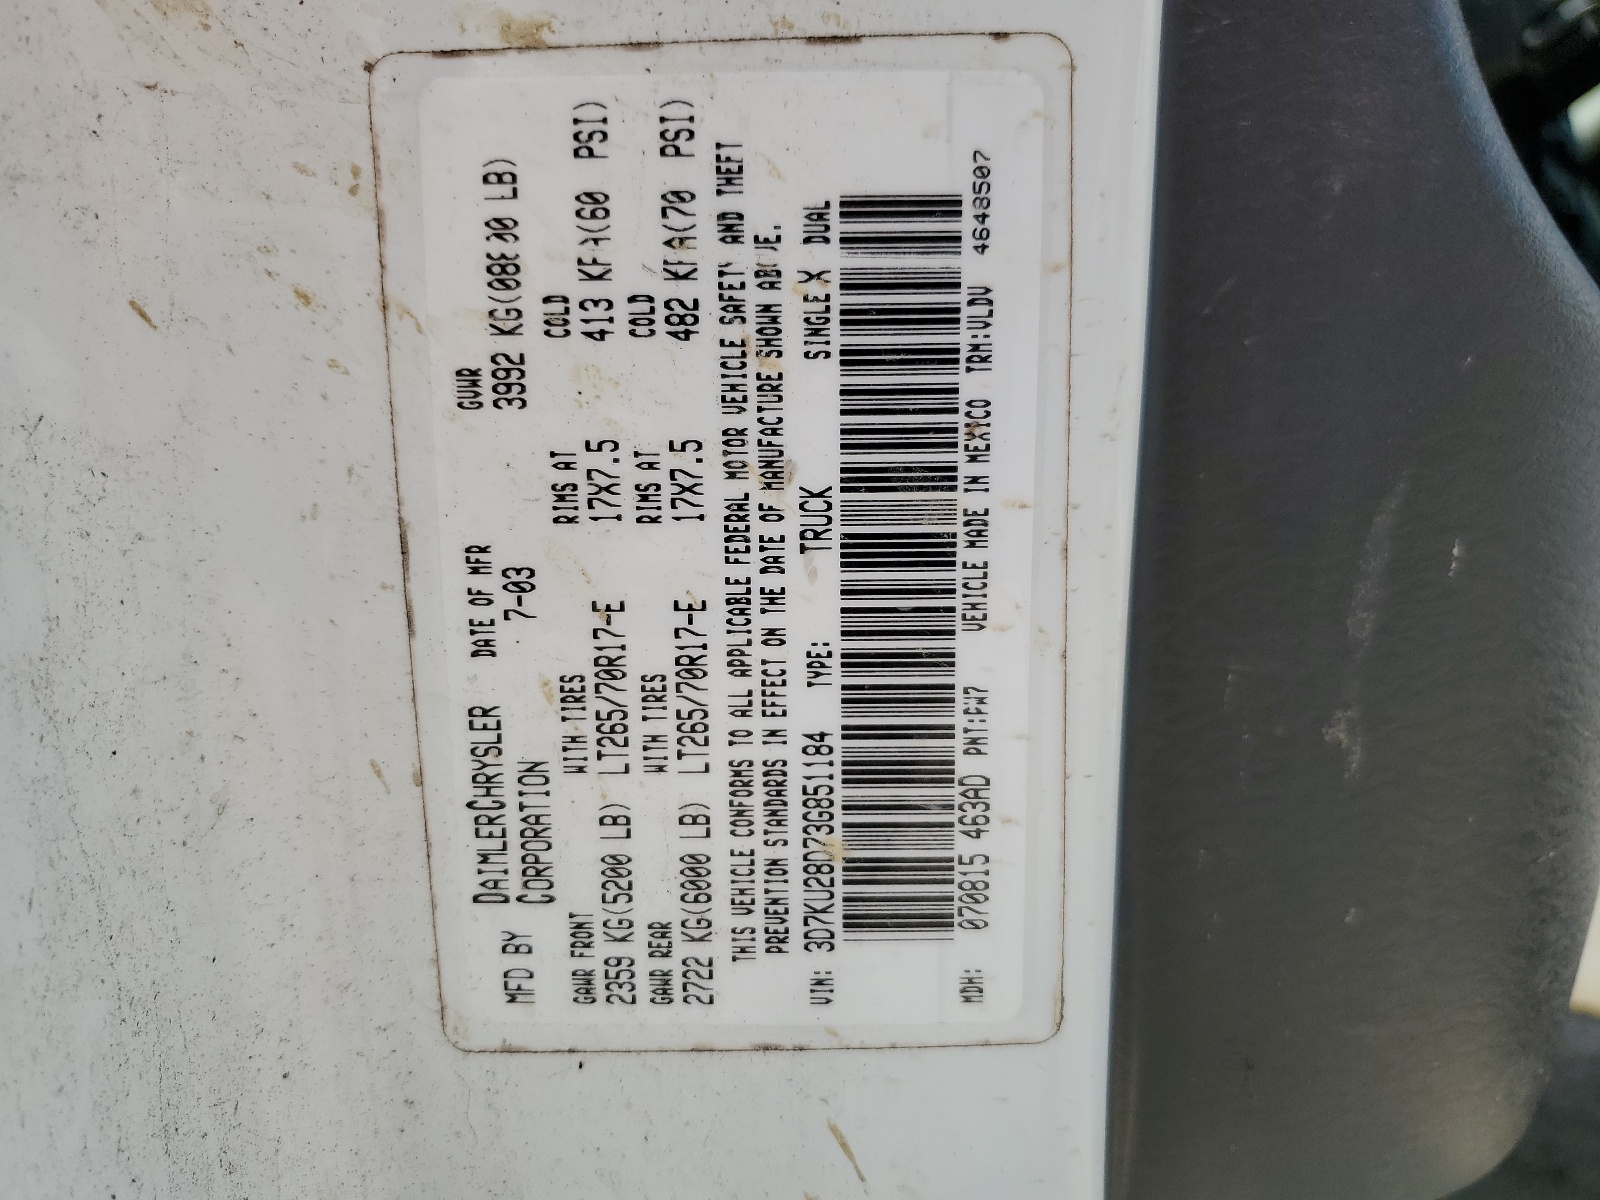 MFD BY DAIMLERCHRYSLER DATE OF MFR GVWR
CORPORATION 7-03 3992 KG( LB)
GAWR FRONT WITH TIRES RIMS AT COLD
2359 KG(5200 LB) LT265/70R17-E 17X7.5 413 KPA(60 PSI)
GAWR REAR WITH TIRES RIMS AT COLD
2722 KG(6000 LB) LT265/70R17-E 17X7.5 482 KPA(70 PSI)
THIS VEHICLE CONFORMS TO ALL APPLICABLE FEDERAL MOTOR VEHICLE SAFETY AND THEFT
PREVENTION STANDARDS IN EFFECT ON THE DATE OF MANUFACTURE SHOWN ABOVE.
VIN: 3D7KU28D73G851184 TYPE: TRUCK SINGLE X DUAL
MDH: 070815 463AD PNT:PW7 VEHICLE MADE IN MEXICO TRM:VLDV 4648507